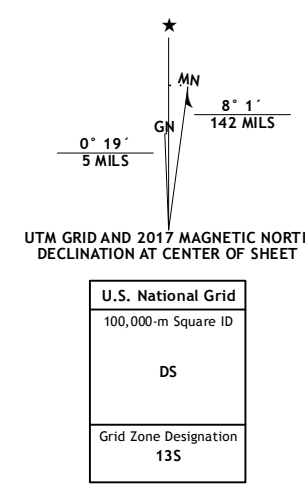 ★
MN
GN
8° 1´
142 MILS
0° 19´
5 MILS
UTM GRID AND 2017 MAGNETIC NORTH
DECLINATION AT CENTER OF SHEET
U.S. National Grid
100,000-m Square ID
DS
Grid Zone Designation
13S